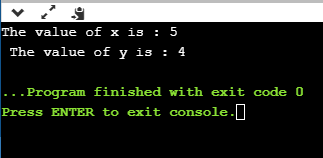 The value of x is : 5
The value of y is : 4
...Program finished with exit code 0
Press ENTER to exit console.